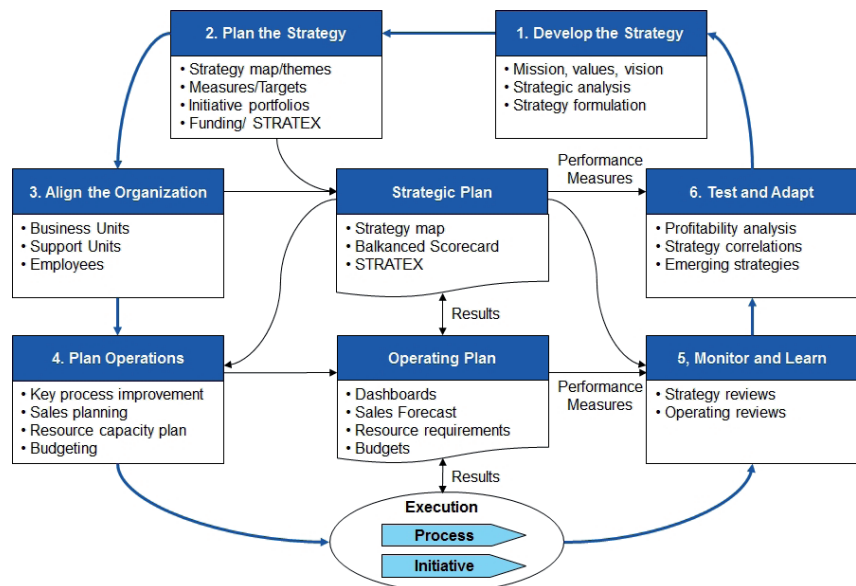 2. Plan the Strategy
• Strategy map/themes
• Measures/Targets
• Initiative portfolios
• Funding/ STRATEX
1. Develop the Strategy
• Mission, values, vision
• Strategic analysis
• Strategy formulation
3. Align the Organization
• Business Units
• Support Units
• Employees
Strategic Plan
• Strategy map
• Balkanced Scorecard
• STRATEX
Performance
Measures
6. Test and Adapt
• Profitability analysis
• Strategy correlations
• Emerging strategies
Results
4. Plan Operations
• Key process improvement
• Sales planning
• Resource capacity plan
• Budgeting
Operating Plan
• Dashboards
• Sales Forecast
• Resource requirements
• Budgets
Performance
Measures
5, Monitor and Learn
• Strategy reviews
• Operating reviews
Results
Execution
Process
Initiative